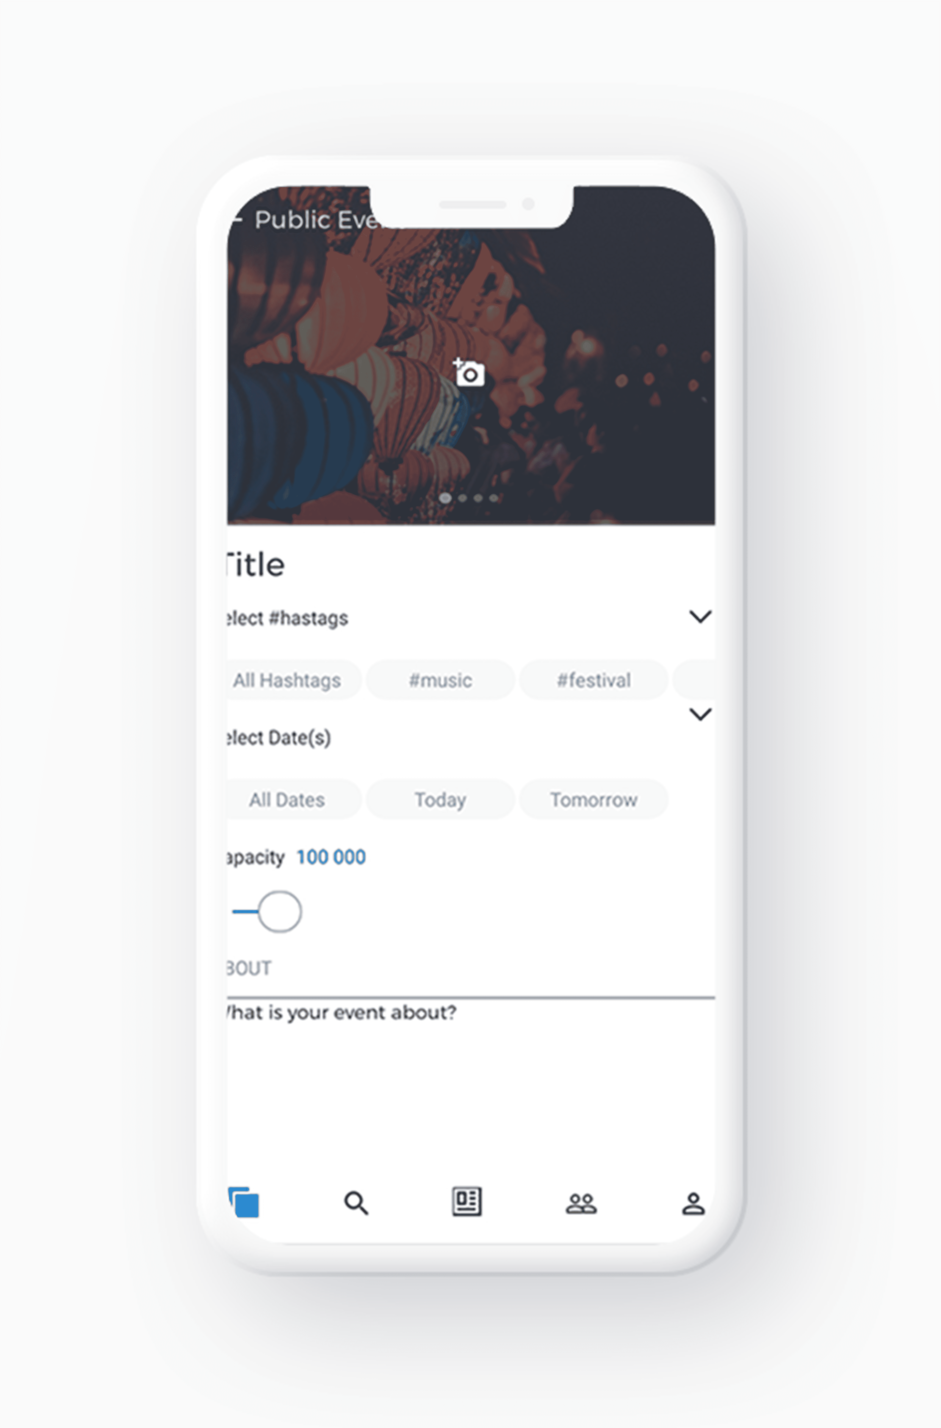 Public Eve
Title
elect #hastags
All Hashtags #music #festival
elect Date(s)
All Dates Today Tomorrow
apacity 100 000
BOUT
hat is your event about?